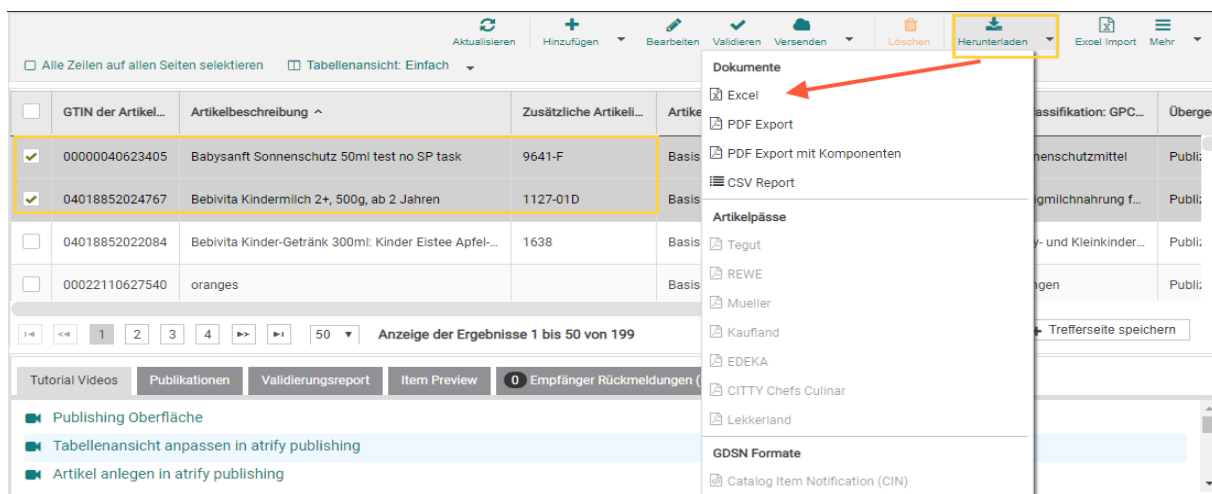 Aktualisieren Hinzufügen Bearbeiten Validieren Versenden Löschen Herunterladen Excel Import Mehr
Alle Zeilen auf allen Seiten selektieren Tabellenansicht: Einfach
GTIN der Artikel... Artikelbeschreibung Zusätzliche Artikeli... Artike assifikation: GPC... Überge
00000040623405 Babysanft Sonnenschutz 50ml test no SP task 9641-F Basis nenschutzmittel Publiz
04018852024767 Bebivita Kindermilch 2+, 500g, ab 2 Jahren 1127-01D Basis igmilchnahrung f... Publiz
04018852022084 Bebivita Kinder-Getränk 300ml: Kinder Eistee Apfel-... 1638 Basis y- und Kleinkinder... Publiz
00022110627540 oranges Basis ngen Publiz
1 2 3 4 50 Anzeige der Ergebnisse 1 bis 50 von 199 Trefferseite speichern
Dokumente
Excel
PDF Export
PDF Export mit Komponenten
CSV Report
Artikelpässe
Tegut
REWE
Mueller
Kaufland
EDEKA
CITTY Chefs Culinar
Lekkerland
GDSN Formate
Catalog Item Notification (CIN)
Tutorial Videos Publikationen Validierungsreport Item Preview 0 Empfänger Rückmeldungen (
Publishing Oberfläche
Tabellenansicht anpassen in atrify publishing
Artikel anlegen in atrify publishing